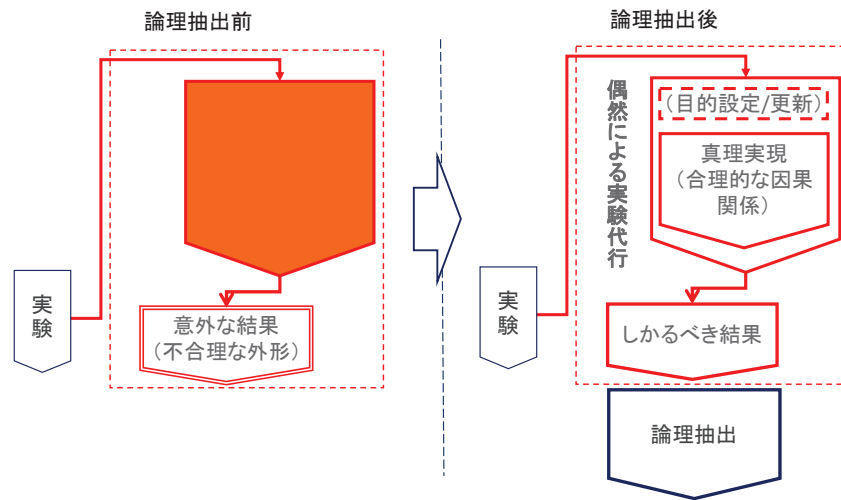 論理抽出前
実験
意外な結果
（不合理な外形）
論理抽出後
偶然による実験代行
（目的設定/更新）
真理実現
（合理的な因果
関係）
実験
しかるべき結果
論理抽出